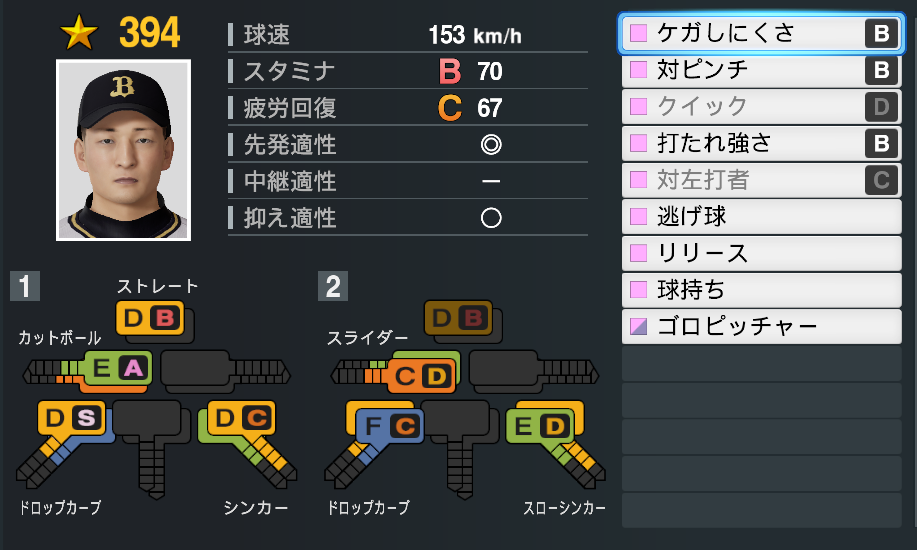 394
B
球速 153 km/h
スタミナ B 70
疲労回復 C 67
先発適性 ◎
中継適性 －
抑え適性 ○
1
ストレート
D B
カットボール
E A
D S
D C
ドロップカーブ
シンカー
2
D B
スライダー
C D
F C
E D
ドロップカーブ
スローシンカー
ケガしにくさ B
対ピンチ B
クイック D
打たれ強さ B
対左打者 C
逃げ球
リリース
球持ち
ゴロピッチャー